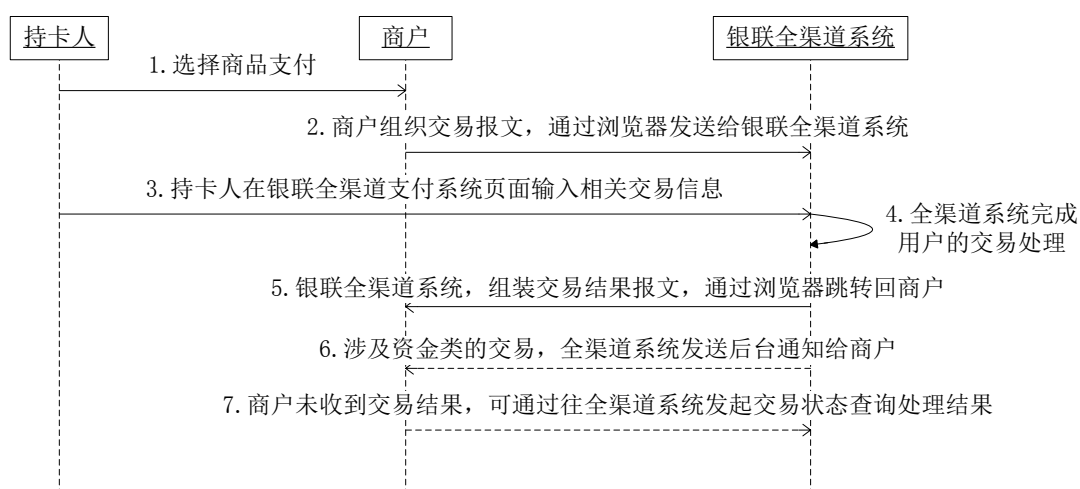 持卡人
商户
银联全渠道系统
1.选择商品支付
2.商户组织交易报文，通过浏览器发送给银联全渠道系统
3.持卡人在银联全渠道支付系统页面输入相关交易信息
4.全渠道系统完成
用户的交易处理
5.银联全渠道系统，组装交易结果报文，通过浏览器跳转回商户
6.涉及资金类的交易，全渠道系统发送后台通知给商户
7.商户未收到交易结果，可通过往全渠道系统发起交易状态查询处理结果